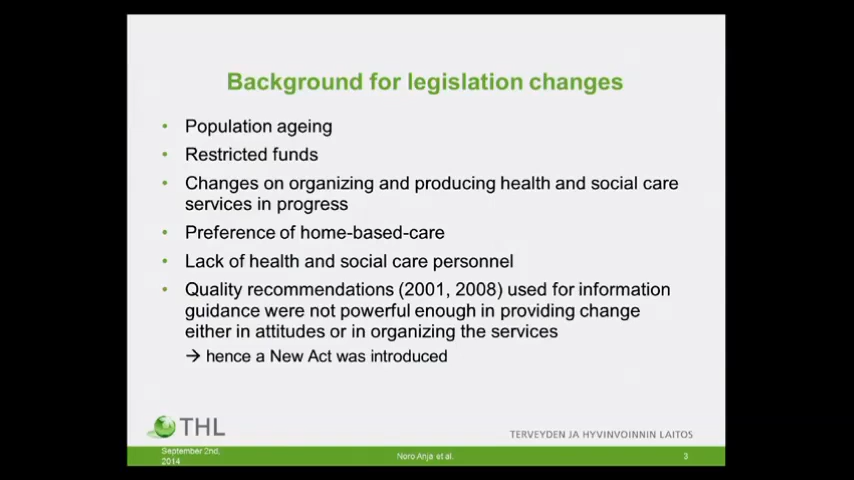 Background for legislation changes
• Population ageing
• Restricted funds
• Changes on organizing and producing health and social care
services in progress
• Preference of home-based-care
• Lack of health and social care personnel
• Quality recommendations (2001, 2008) used for information
guidance were not powerful enough in providing change
either in attitudes or in organizing the services
→ hence a New Act was introduced
THL
TERVEYDEN JA HYVINVOINNIN LAITOS
September 2nd,
2014
Noro Anja et al.
3